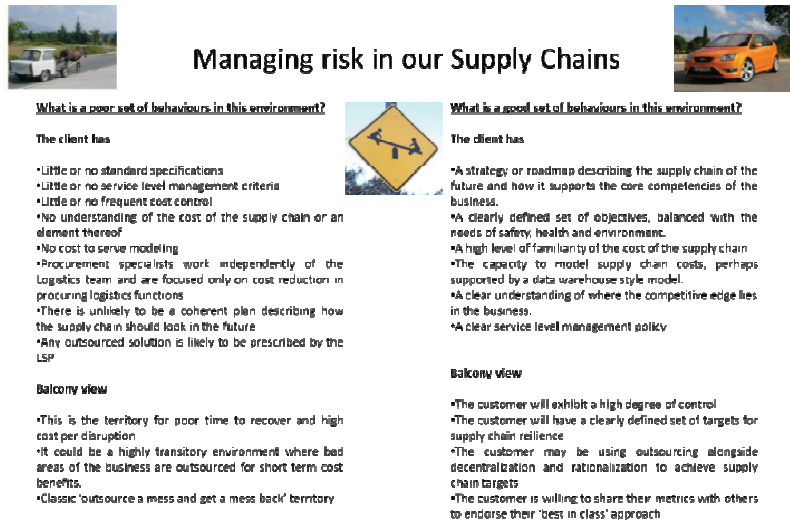 Managing risk in our Supply Chains
What is a poor set of behaviours in this environment?
The client has
•Little or no standard specifications
•Little or no service level management criteria
•Little or no frequent cost control
•No understanding of the cost of the supply chain or an
element thereof
•No cost to serve modeling
•Procurement specialists work independently of the
Logistics team and are focused only on cost reduction in
procuring logistics functions
•There is unlikely to be a coherent plan describing how
the supply chain should look in the future
•Any outsourced solution is likely to be prescribed by the
LSP
Balcony view
•This is the territory for poor time to recover and high
cost per disruption
•It could be a highly transitory environment where bad
areas of the business are outsourced for short term cost
benefits.
•Classic 'outsource a mess and get a mess back' territory
What is a good set of behaviours in this environment?
The client has
•A strategy or roadmap describing the supply chain of the
future and how it supports the core competencies of the
business.
•A clearly defined set of objectives, balanced with the
needs of safety, health and environment.
•A high level of familiarity of the cost of the supply chain
•The capacity to model supply chain costs, perhaps
supported by a data warehouse style model.
•A clear understanding of where the competitive edge lies
in the business.
•A clear service level management policy
Balcony view
•The customer will exhibit a high degree of control
•The customer will have a clearly defined set of targets for
supply chain reilience
•The customer may be using outsourcing alongside
decentralization and rationalization to achieve supply
chain targets
•The customer is willing to share their metrics with others
to endorse their 'best in class' approach